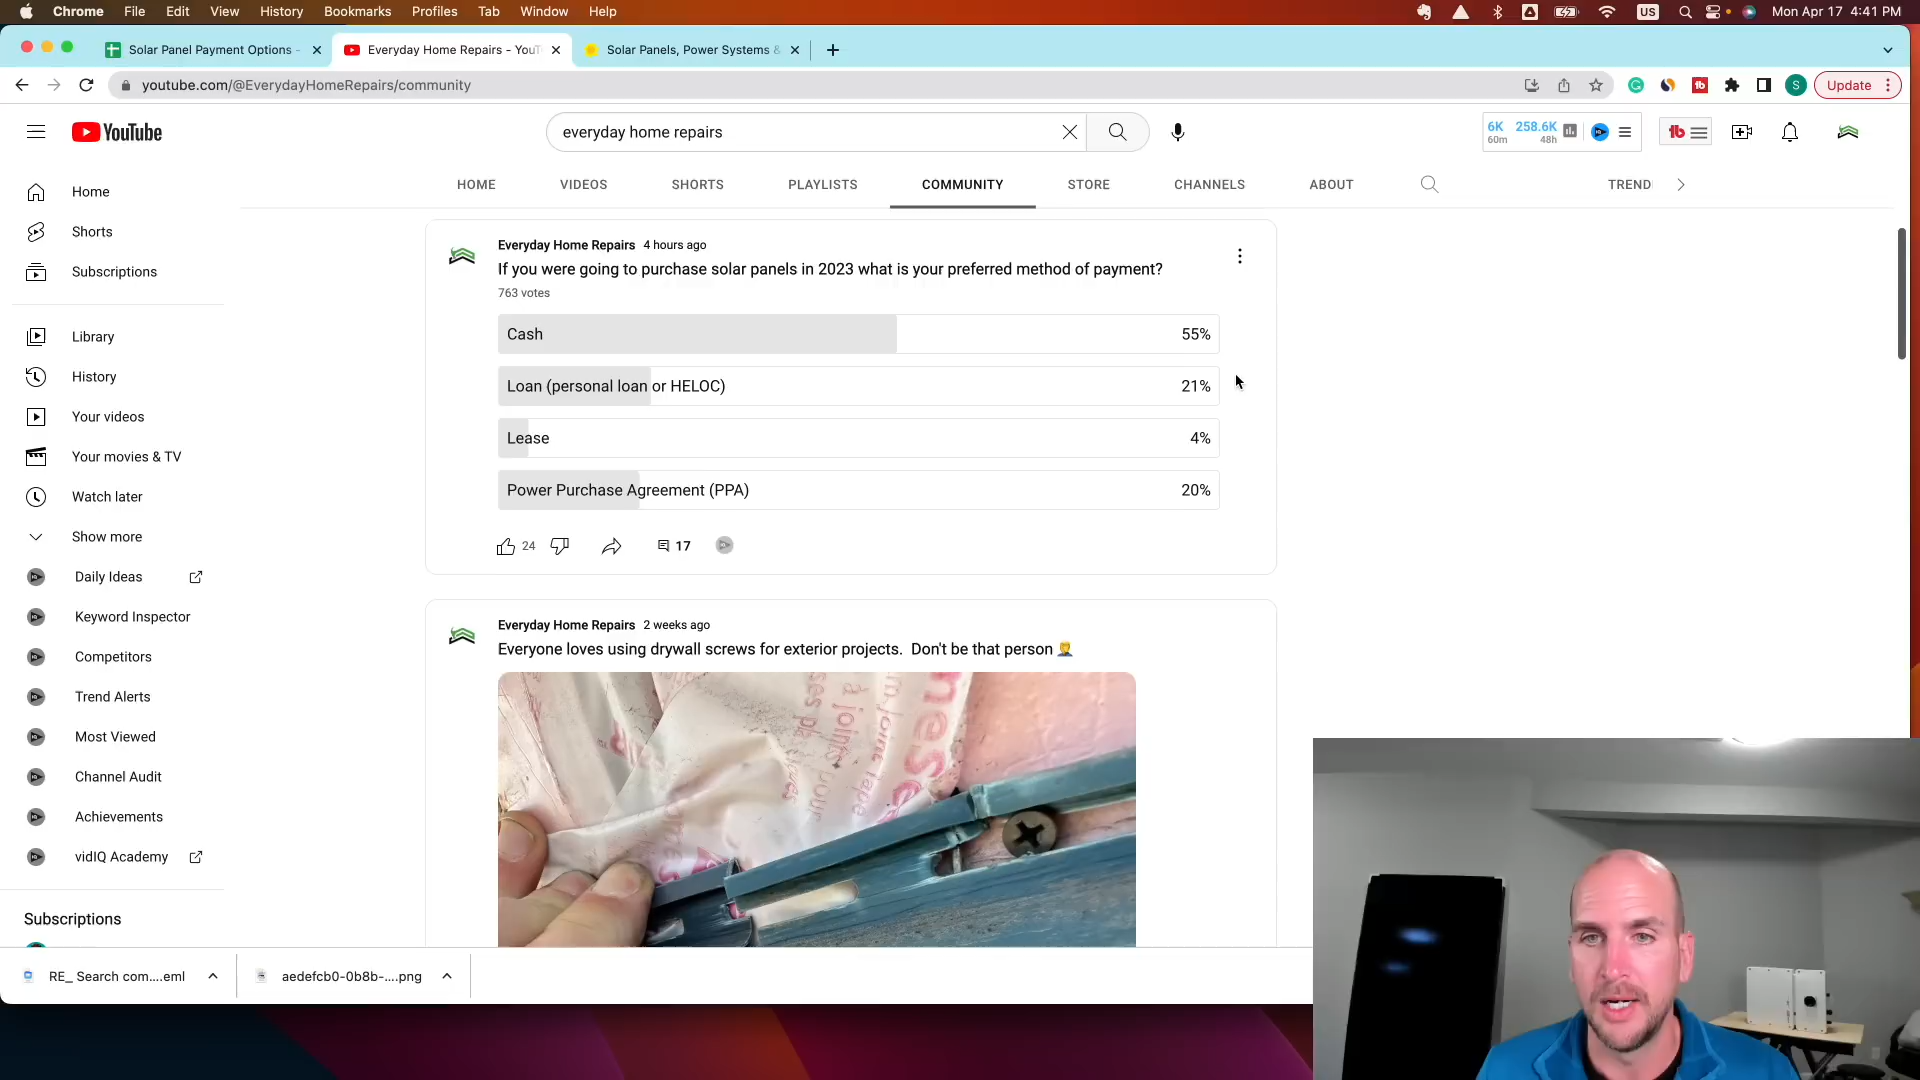 Chrome File Edit View History Bookmarks Profiles Tab Window Help US Mon Apr 17 4:41 PM
Solar Panel Payment Options - Everyday Home Repairs - YouT Solar Panels, Power Systems &
youtube.com/@EverydayHomeRepairs/community S Update
YouTube everyday home repairs 6K 60m 258.6K 48h tb
HOME VIDEOS SHORTS PLAYLISTS COMMUNITY STORE CHANNELS ABOUT TREND
Home
Shorts
Subscriptions
Library
History
Your videos
Your movies & TV
Watch later
Show more
Daily Ideas
Keyword Inspector
Competitors
Trend Alerts
Most Viewed
Channel Audit
Achievements
vidIQ Academy
Subscriptions
Everyday Home Repairs 4 hours ago
If you were going to purchase solar panels in 2023 what is your preferred method of payment?
763 votes
Cash 55%
Loan (personal loan or HELOC) 21%
Lease 4%
Power Purchase Agreement (PPA) 20%
24 17
Everyday Home Repairs 2 weeks ago
Everyone loves using drywall screws for exterior projects. Don't be that person 🤦
RE_ Search com....eml aedefcb0-0b8b-....png